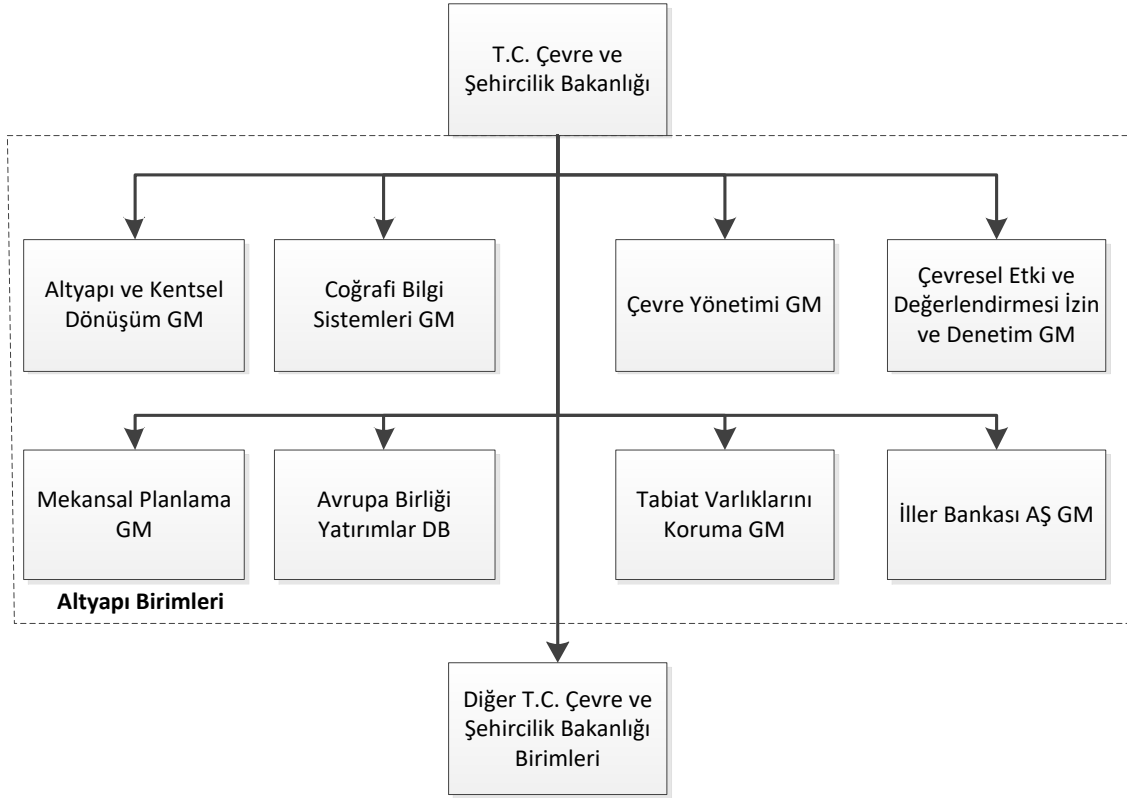 T.C. Çevre ve
Şehircilik Bakanlığı
Altyapı ve Kentsel
Dönüşüm GM
Coğrafi Bilgi
Sistemleri GM
Çevre Yönetimi GM
Çevresel Etki ve
Değerlendirmesi İzin
ve Denetim GM
Mekansal Planlama
GM
Avrupa Birliği
Yatırımlar DB
Tabiat Varlıklarını
Koruma GM
İller Bankası AŞ GM
Altyapı Birimleri
Diğer T.C. Çevre ve
Şehircilik Bakanlığı
Birimleri